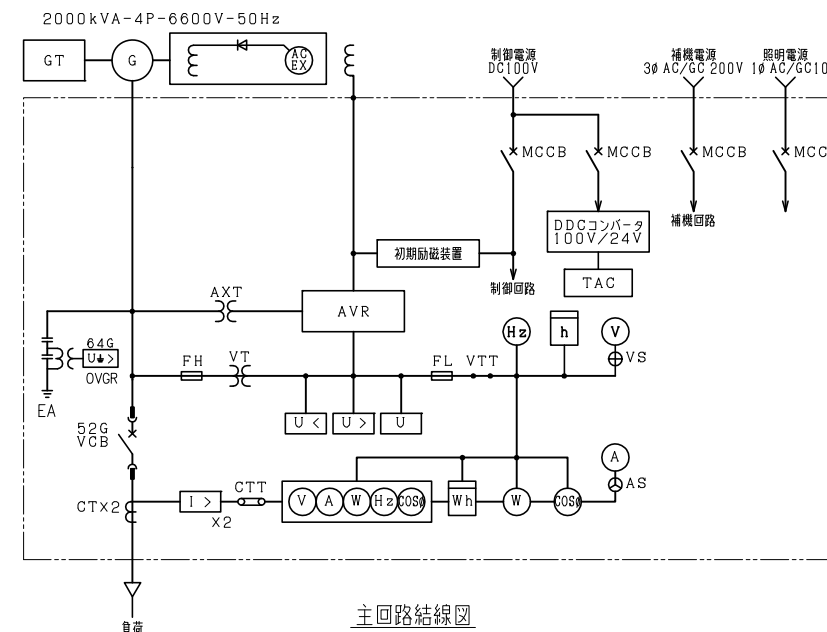 2000kVA-4P-6600V-50Hz
GT
G
AC
EX
制御電源
DC100V
補機電源
3φ AC/GC 200V
照明電源
1φ AC/GC10
MCCB
MCCB
MCCB
MCC
DDCコンバータ
100V/24V
補機回路
初期励磁装置
TAC
制御回路
AXT
AVR
Hz
h
V
64G
U >
OVGR
FH
VT
FL
VTT
VS
EA
U <
U >
U
52G
VCB
A
AS
CTX2
I >
X2
CTT
V
A
W
Hz
COSφ
Wh
W
COSφ
負荷
主回路結線図